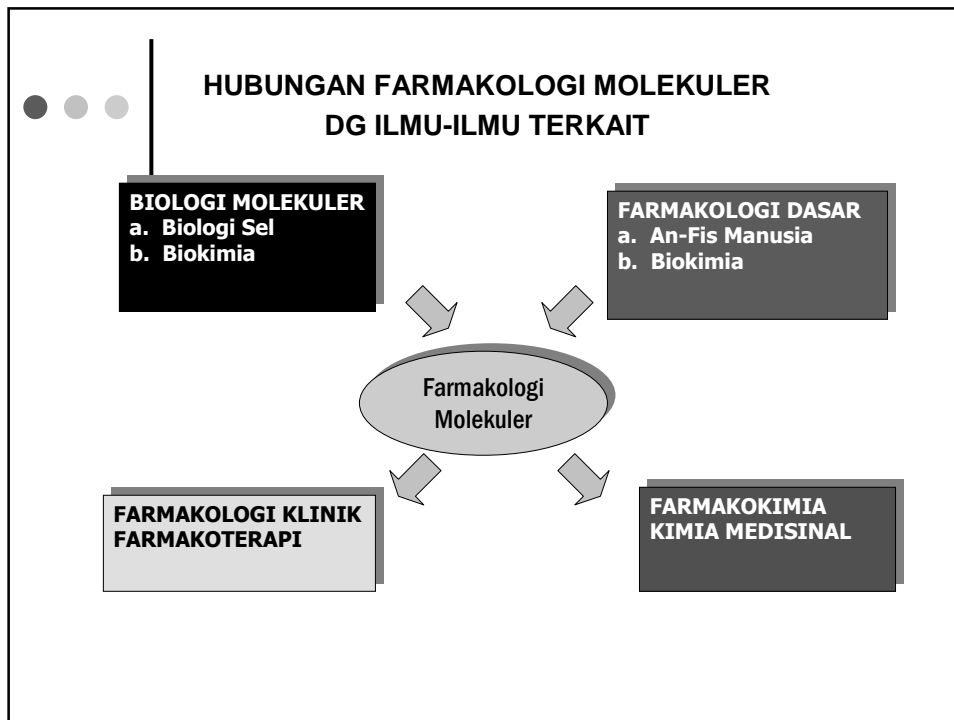 HUBUNGAN FARMAKOLOGI MOLEKULER
DG ILMU-ILMU TERKAIT
BIOLOGI MOLEKULER
a. Biologi Sel
b. Biokimia
FARMAKOLOGI DASAR
a. An-Fis Manusia
b. Biokimia
Farmakologi
Molekuler
FARMAKOLOGI KLINIK
FARMAKOTERAPI
FARMAKOKIMIA
KIMIA MEDISINAL